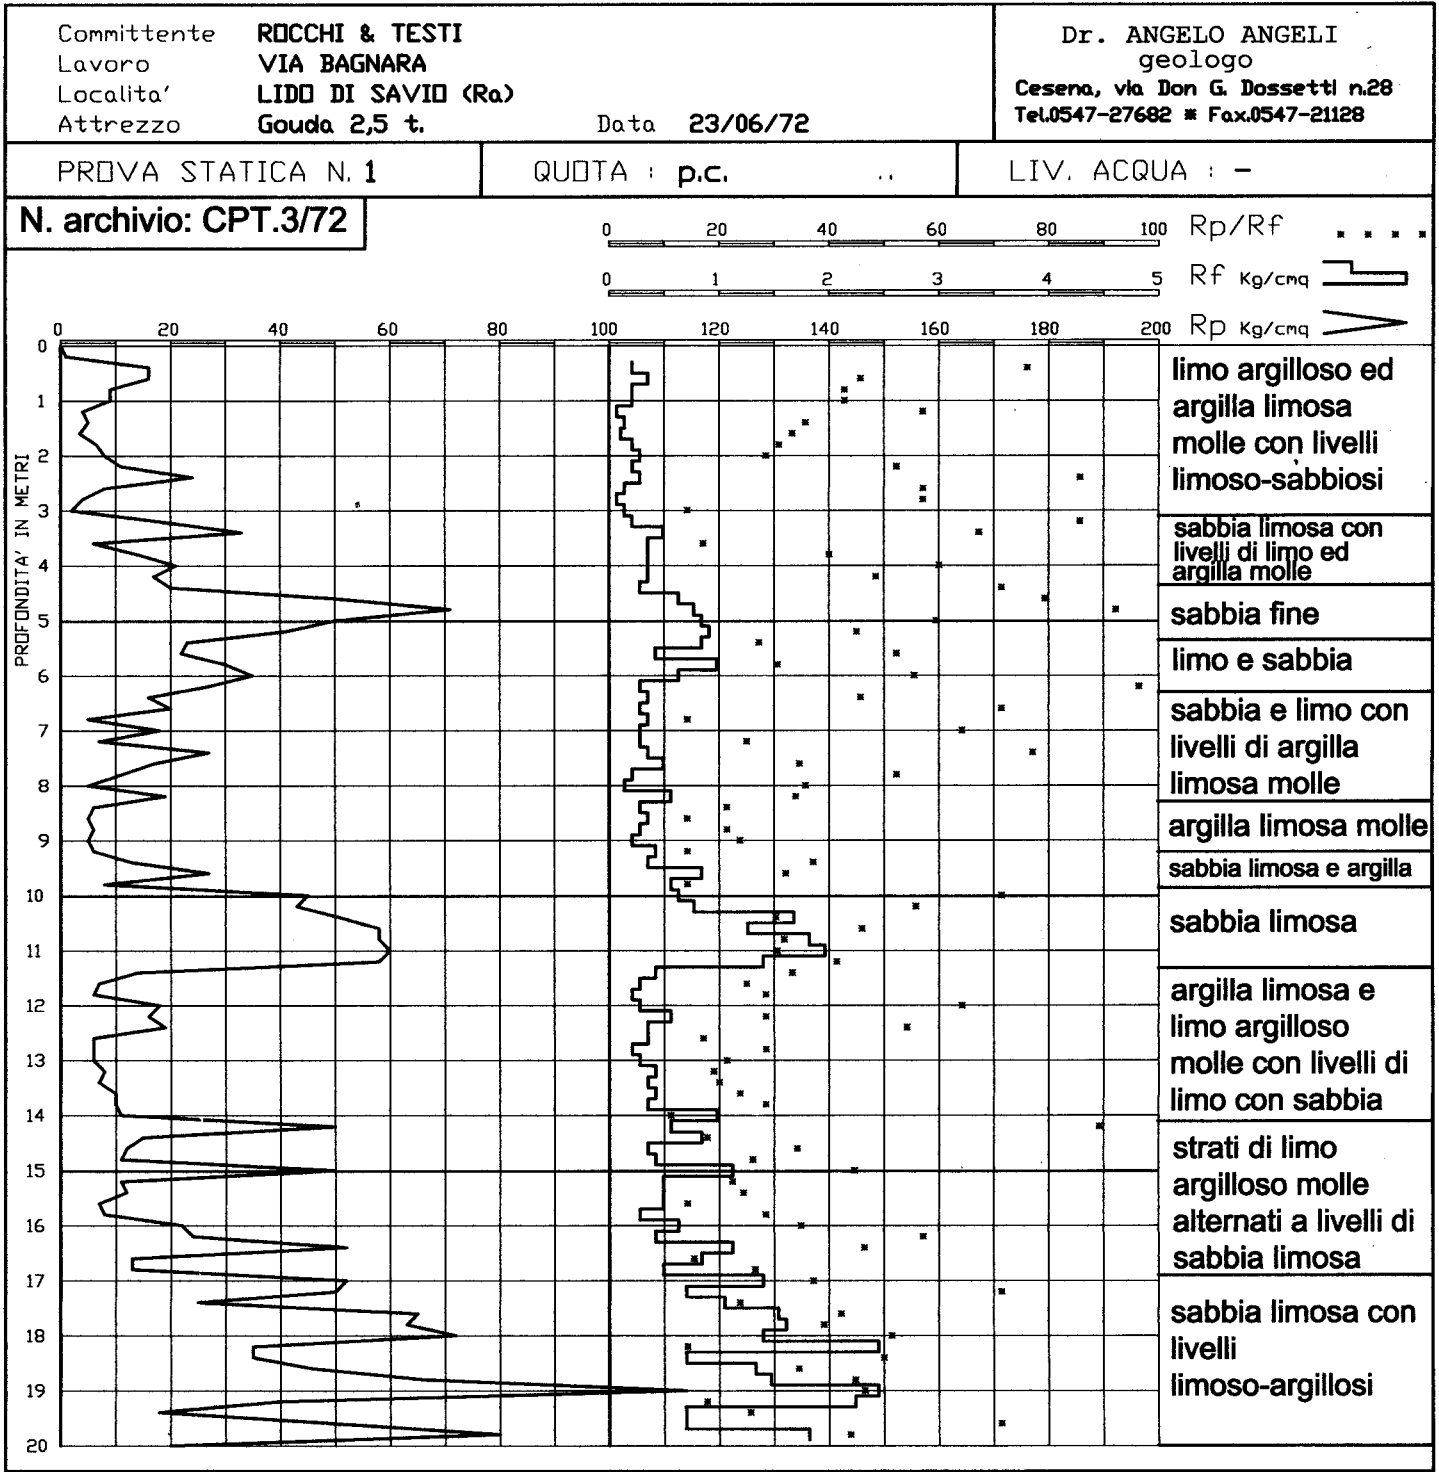 Committente ROCCHI & TESTI
Lavoro VIA BAGNARA
Localita' LIDO DI SAVIO (Ra)
Attrezzo Gouda 2,5 t. Data 23/06/72
Dr. ANGELO ANGELI
geologo
Cesena, via Don G. Dossetti n.28
Tel.0547-27682 * Fax.0547-21128
PROVA STATICA N. 1
QUOTA : p.c.
LIV. ACQUA : -
N. archivio: CPT.3/72
0 20 40 60 80 100 Rp/Rf
0 1 2 3 4 5 Rf Kg/cmq
0 20 40 60 80 100 120 140 160 180 200 Rp Kg/cmq
PROFONDITA' IN METRI
0
1
2
3
4
5
6
7
8
9
10
11
12
13
14
15
16
17
18
19
20
limo argilloso ed
argilla limosa
molle con livelli
limoso-sabbiosi
sabbia limosa con
livelli di limo ed
argilla molle
sabbia fine
limo e sabbia
sabbia e limo con
livelli di argilla
limosa molle
argilla limosa molle
sabbia limosa e argilla
sabbia limosa
argilla limosa e
limo argilloso
molle con livelli di
limo con sabbia
strati di limo
argilloso molle
alternati a livelli di
sabbia limosa
sabbia limosa con
livelli
limoso-argillosi